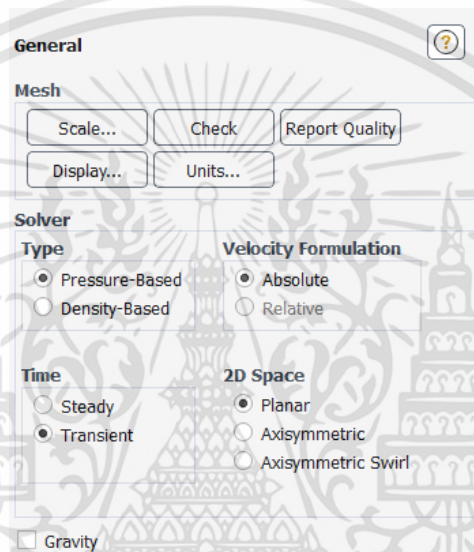 General
?
Mesh
Scale... Check Report Quality
Display... Units...
Solver
Type Velocity Formulation
Pressure-Based Absolute
Density-Based Relative
Time 2D Space
Steady Planar
Transient Axisymmetric
Axisymmetric Swirl
Gravity